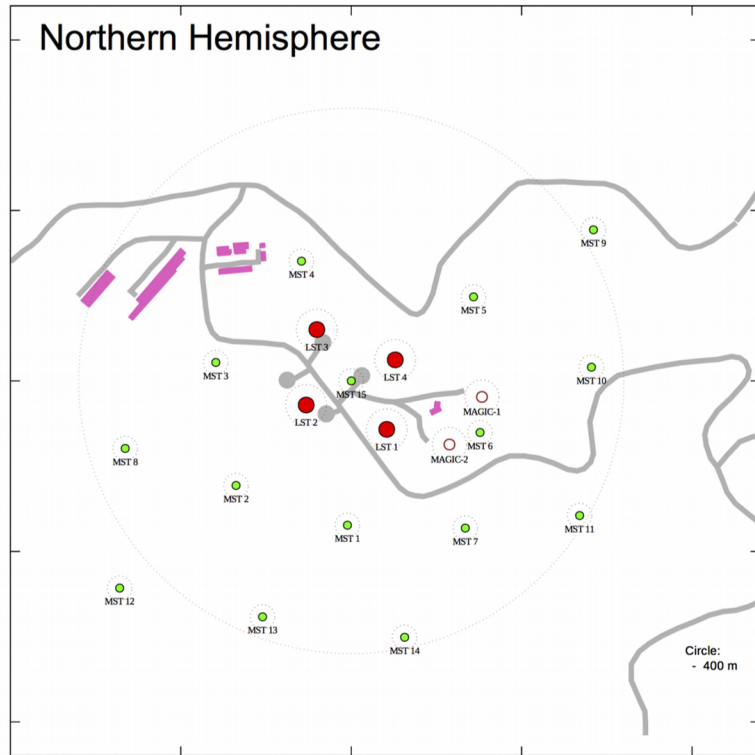 Northern Hemisphere
MST 9
MST 4
MST 5
LST 3
MST 3
LST 4
MST 10
MST 15
MAGIC-1
LST 2
LST 1
MST 6
MAGIC-2
MST 8
MST 2
MST 11
MST 1
MST 7
MST 12
MST 13
MST 14
Circle:
- 400 m